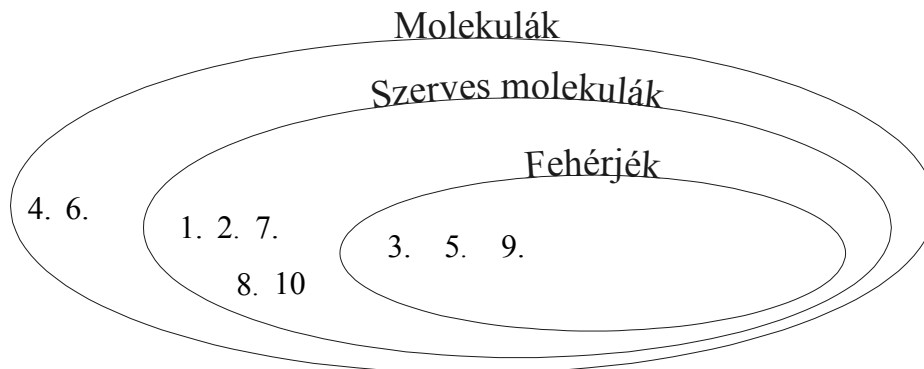 Molekulák
Szerves molekulák
Fehérjék
4. 6.
1. 2. 7.
3. 5. 9.
8. 10